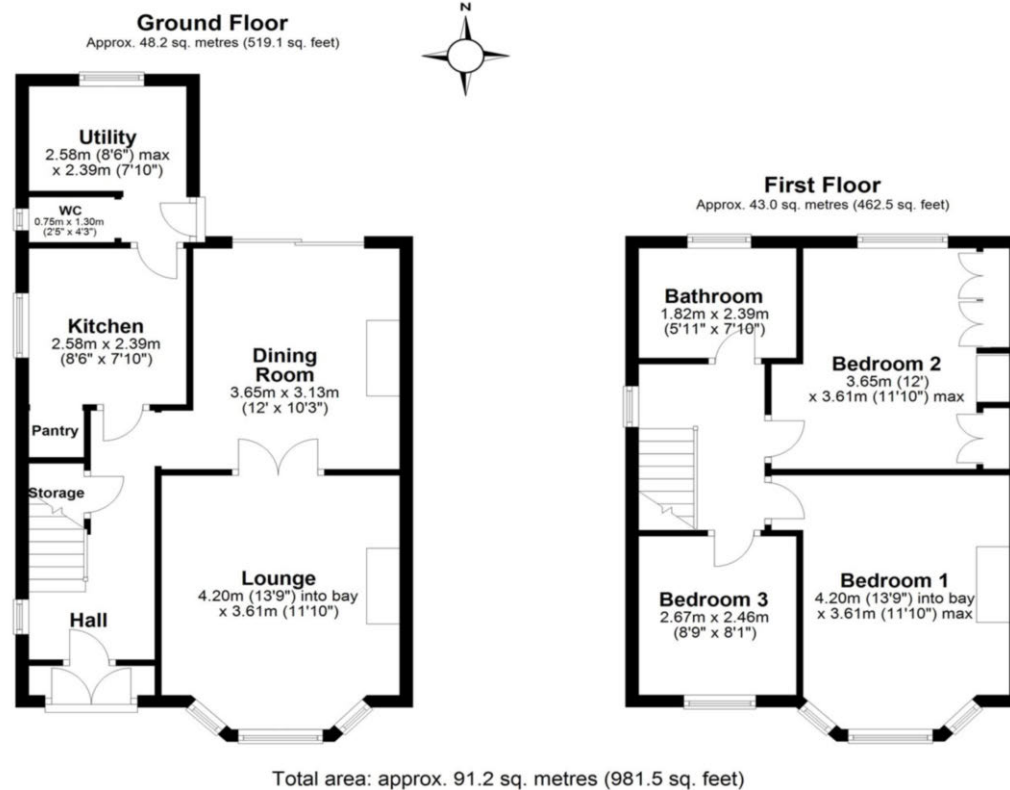 Ground Floor
Approx. 48.2 sq. metres (519.1 sq. feet)
N
Utility
2.58m (8'6") max
x 2.39m (7'10")
WC
0.75m x 1.30m
(2'5" x 4'3")
Kitchen
2.58m x 2.39m
(8'6" x 7'10")
Dining
Room
3.65m x 3.13m
(12' x 10'3")
Pantry
Storage
Lounge
4.20m (13'9") into bay
x 3.61m (11'10")
Hall
First Floor
Approx. 43.0 sq. metres (462.5 sq. feet)
Bathroom
1.82m x 2.39m
(5'11" x 7'10")
Bedroom 2
3.65m (12')
x 3.61m (11'10") max
Bedroom 3
2.67m x 2.46m
(8'9" x 8'1")
Bedroom 1
4.20m (13'9") into bay
x 3.61m (11'10") max
Total area: approx. 91.2 sq. metres (981.5 sq. feet)